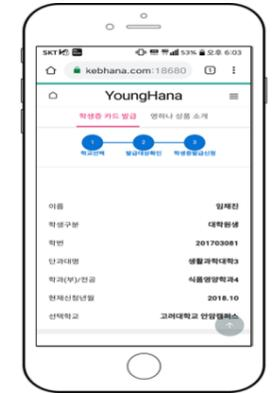 SKT 53% 오후 6:03
kebhana.com:18680 1
YoungHana
학생증 카드 발급 영하나 상품 소개
1 2 3
학교선택 발급대상확인 학생증발급신청
이름 임재진
학생구분 대학원생
학번 201703081
단과대명 생활과학대학3
학과(부)/전공 식품영양학과4
현재신청년월 2018.10
선택학교 고려대학교 안암캠퍼스